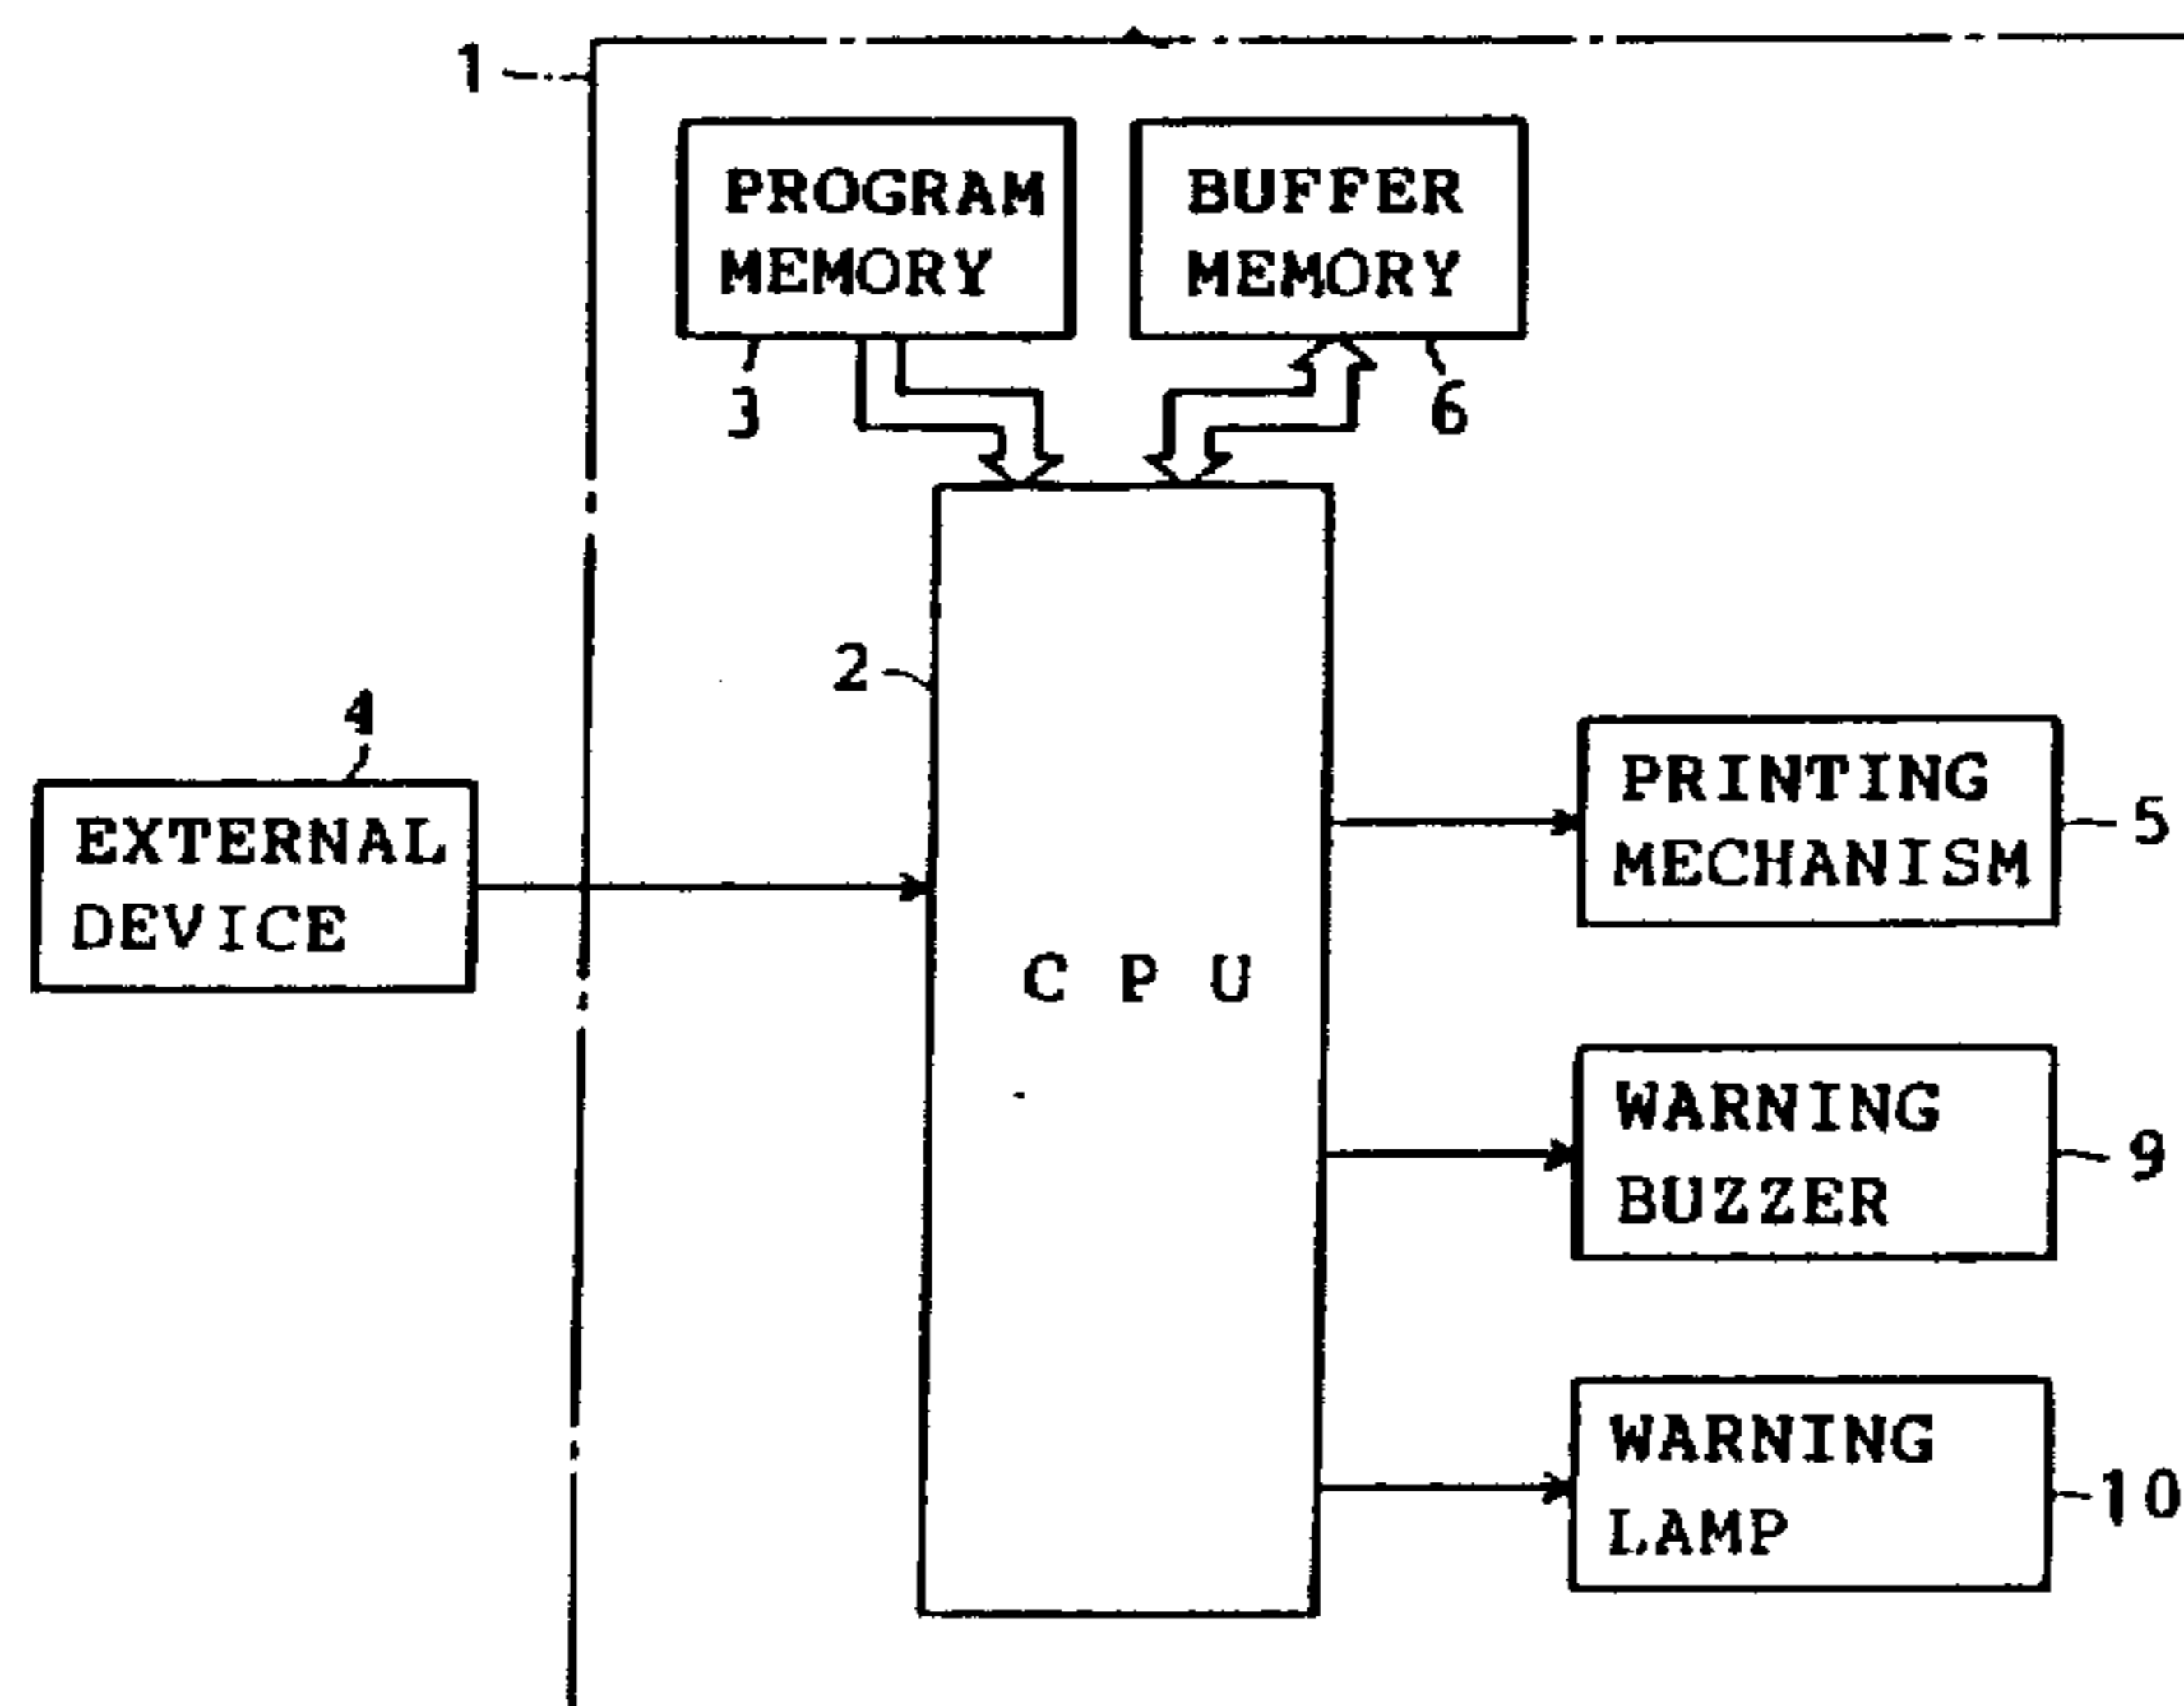 1
PROGRAM
MEMORY
BUFFER
MEMORY
3
6
2
4
EXTERNAL
DEVICE
C P U
PRINTING
MECHANISM
5
WARNING
BUZZER
9
WARNING
LAMP
10